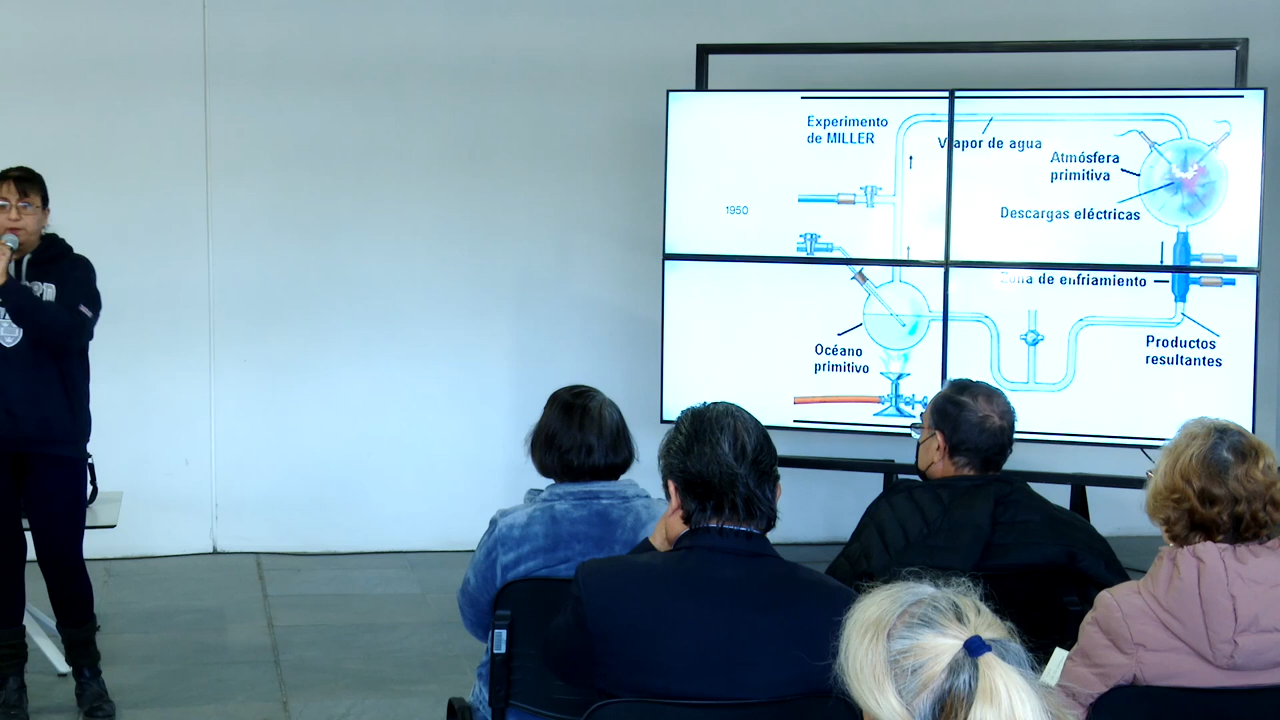 Experimento
de MILLER
Vapor de agua
Atmósfera
primitiva
1950
Descargas eléctricas
Zona de enfriamiento
Océano
primitivo
Productos
resultantes